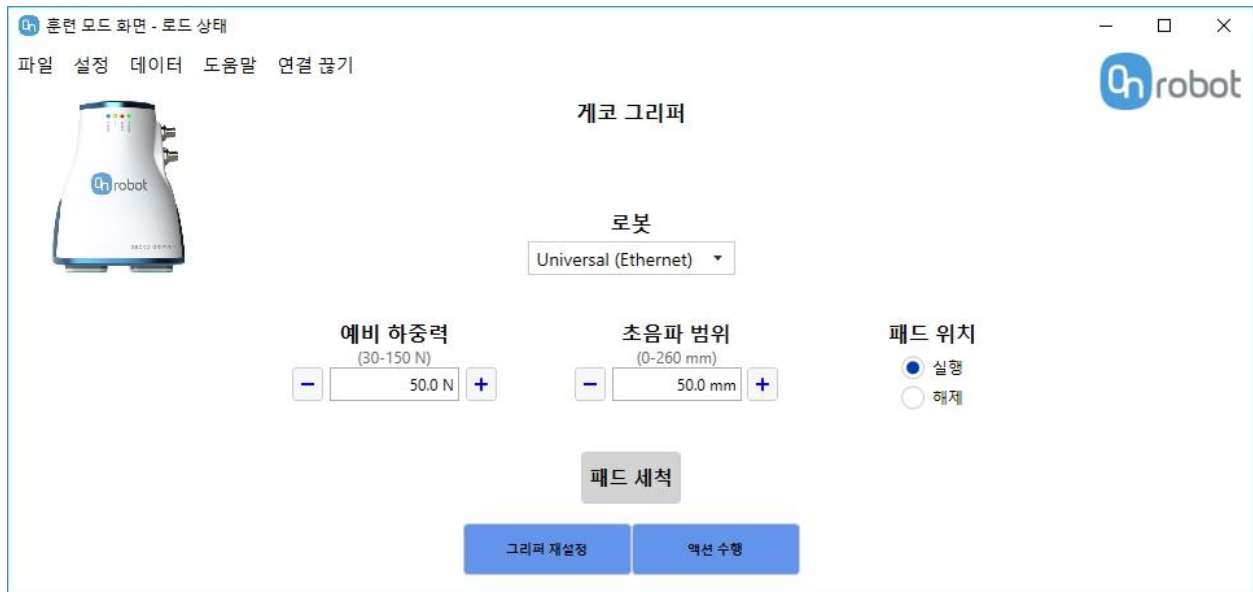 On 훈련 모드 화면 - 로드 상태
파일 설정 데이터 도움말 연결 끊기
On robot
게코 그리퍼
On robot
로봇
Universal (Ethernet)
예비 하중력 초음파 범위 패드 위치
(30-150 N) (0-260 mm)
실행
− 50.0 N + − 50.0 mm +
해제
패드 세척
그리퍼 재설정 액션 수행